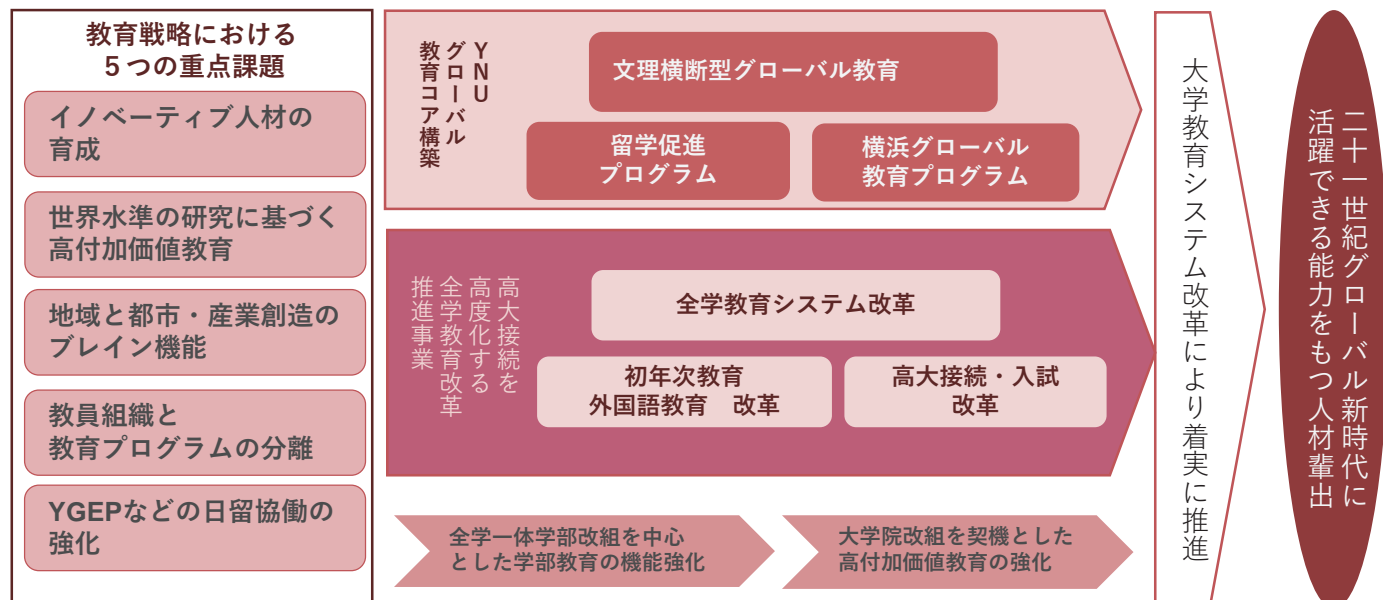 教育戦略における
5つの重点課題
イノベーティブ人材の
育成
世界水準の研究に基づく
高付加価値教育
地域と都市・産業創造の
ブレイン機能
教員組織と
教育プログラムの分離
YGEPなどの日留協働の
強化
YNU
グローバル
教育コア構築
文理横断型グローバル教育
留学促進
プログラム
横浜グローバル
教育プログラム
高大接続を
高度化する
全学教育改革
推進事業
全学教育システム改革
初年次教育
外国語教育　改革
高大接続・入試
改革
全学一体学部改組を中心
とした学部教育の機能強化
大学院改組を契機とした
高付加価値教育の強化
大学教育システム改革により着実に推進
二十一世紀グローバル新時代に
活躍できる能力をもつ人材輩出